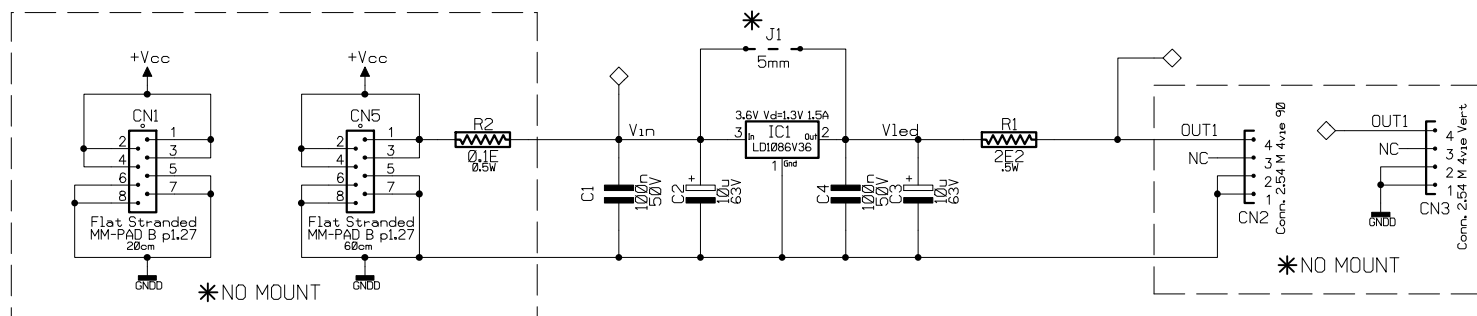 +Vcc
CN1
1
2
3
4
5
6
7
8
Flat Stranded
MM-PAD B p1.27
20cm
GNDD
+Vcc
CN5
1
2
3
4
5
6
7
8
Flat Stranded
MM-PAD B p1.27
60cm
GNDD
*NO MOUNT
R2
0.1E
0.5W
Vin
C1
100n
50V
C2
+
10u
63V
*
J1
5mm
3.6V Vd=1.3V 1.5A
3 In IC1 Out 2
LD1086V36
1 Gnd
Vled
C4
100n
50V
C3
+
10u
63V
R1
2E2
.5W
OUT1
NC
4
3
2
1
CN2
Conn. 2.54 M 4vie 90
OUT1
NC
4
3
2
1
GNDD
CN3
Conn. 2.54 M 4vie Vert
*NO MOUNT